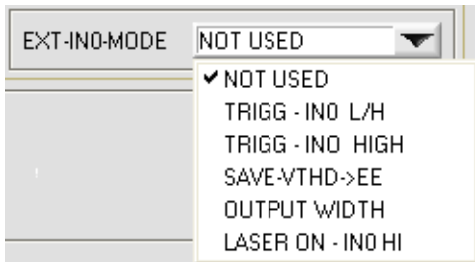 EXT-IN0-MODE NOT USED
✔NOT USED
TRIGG - IN0 L/H
TRIGG - IN0 HIGH
SAVE-VTHD->EE
OUTPUT WIDTH
LASER ON - IN0 HI